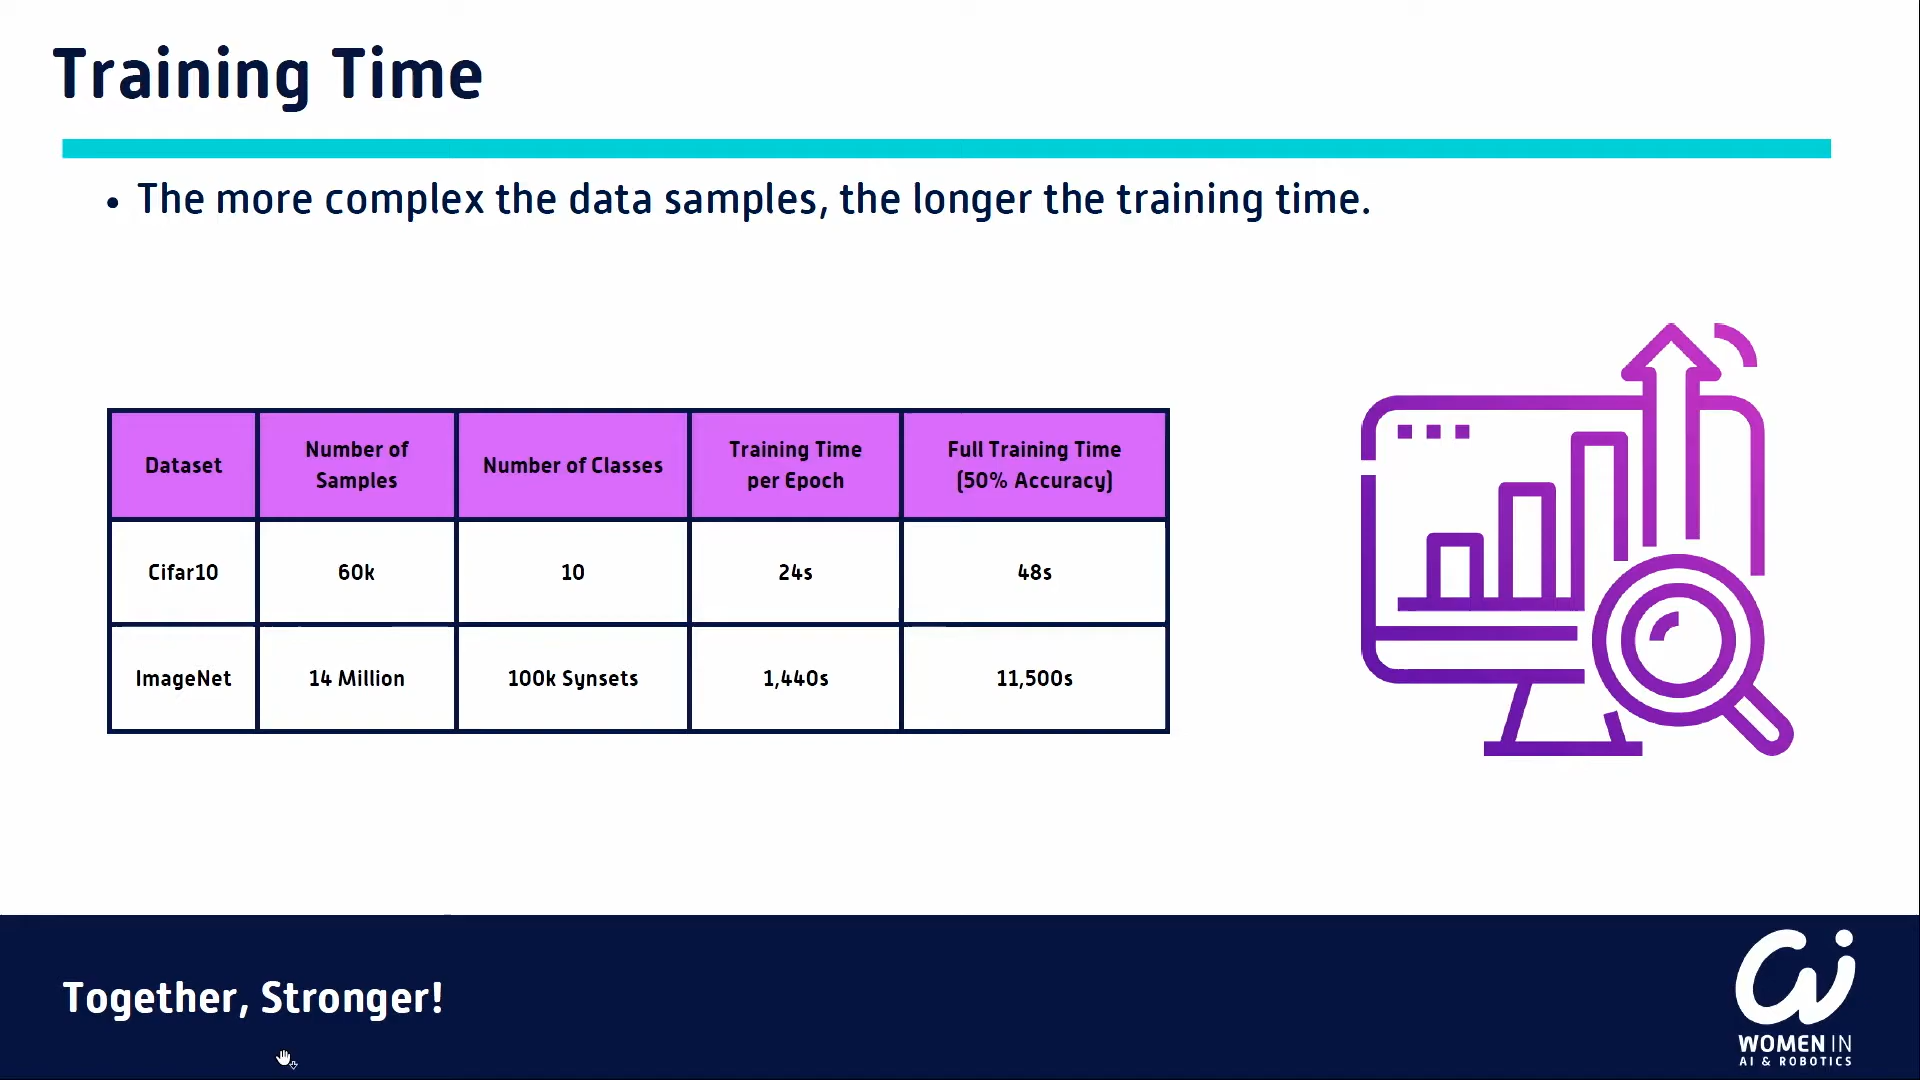 Training Time
• The more complex the data samples, the longer the training time.
Dataset
Number of
Samples
Number of Classes
Training Time
per Epoch
Full Training Time
(50% Accuracy)
Cifar10
60k
10
24s
48s
ImageNet
14 Million
100k Synsets
1,440s
11,500s
Together, Stronger!
WOMEN IN
AI & ROBOTICS